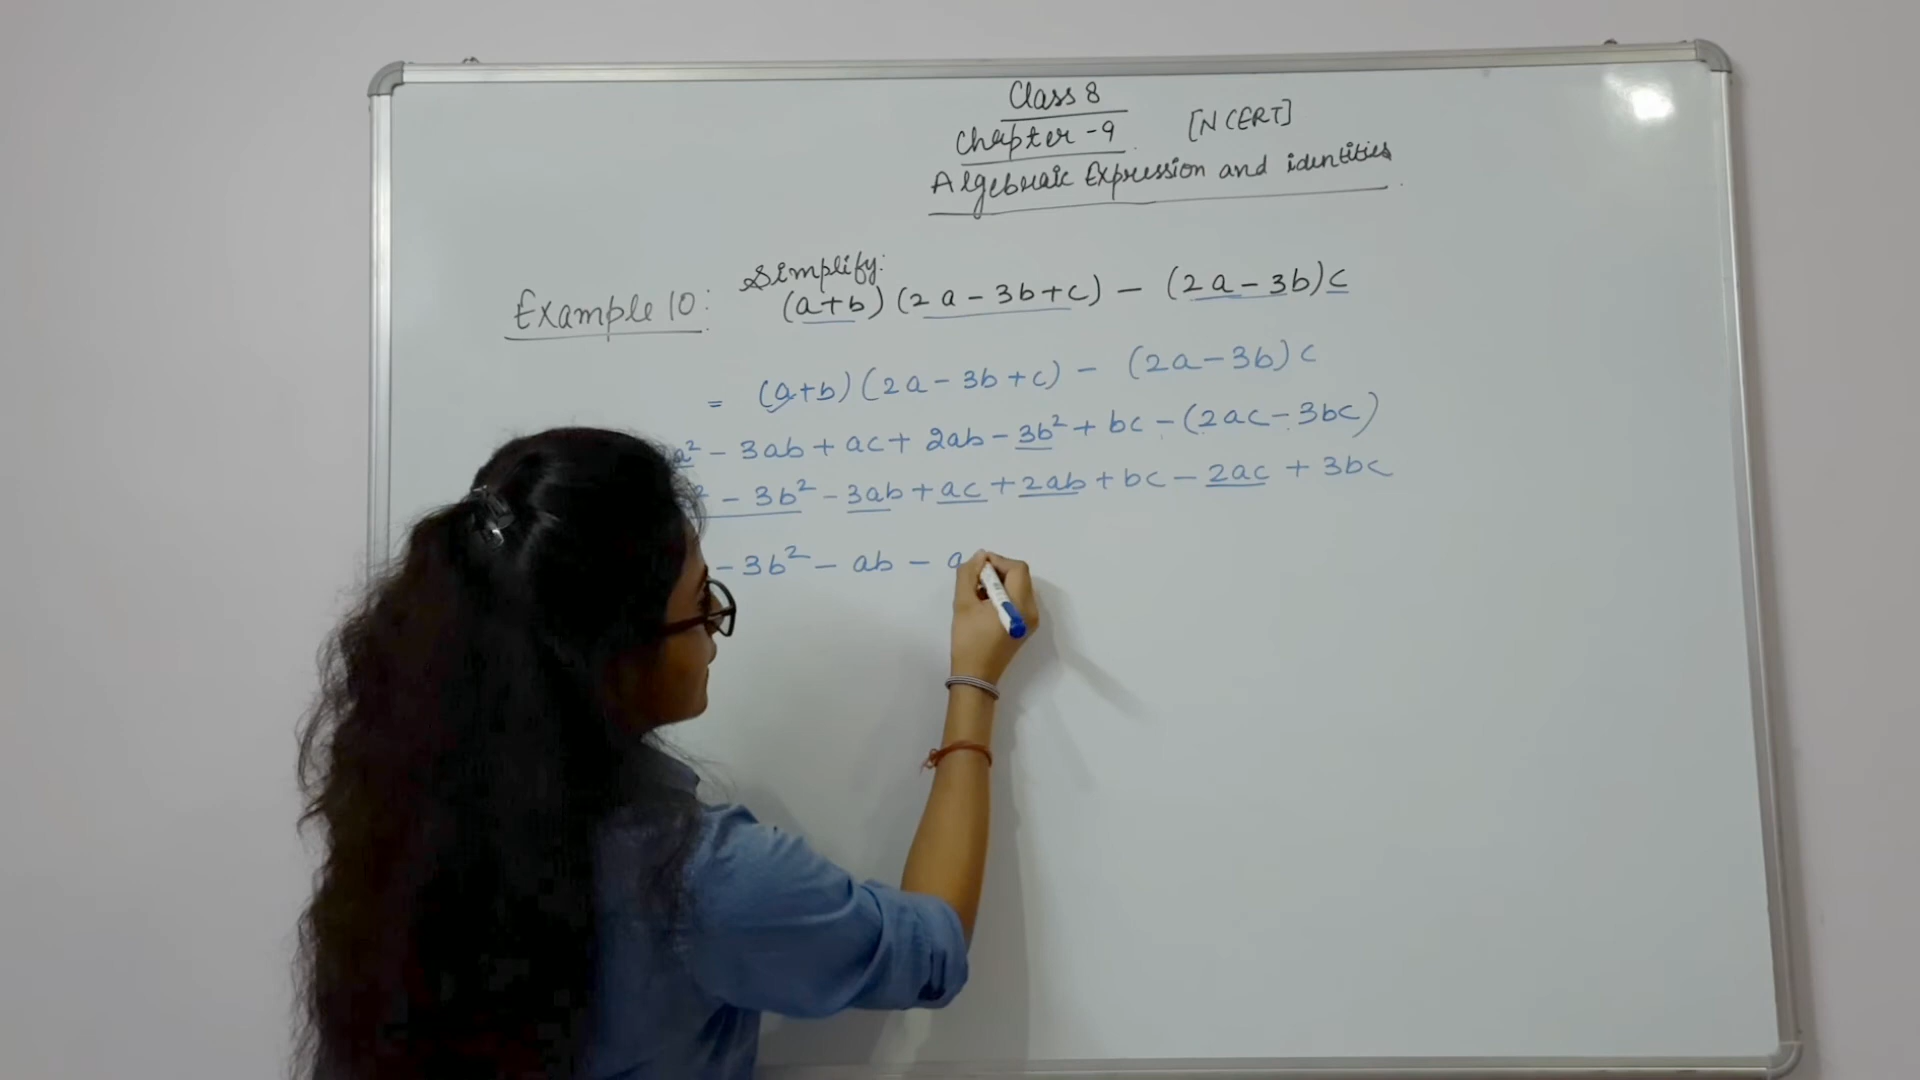 Class 8
Chapter - 9 [NCERT]
Algebraic Expression and identities
Simplify:
Example 10: (a+b) (2a - 3b + c) - (2a - 3b)c
= (a+b) (2a - 3b + c) - (2a - 3b) c
a² - 3ab + ac + 2ab - 3b² + bc - (2ac - 3bc)
² - 3b² - 3ab + ac + 2ab + bc - 2ac + 3bc
- 3b² - ab - a